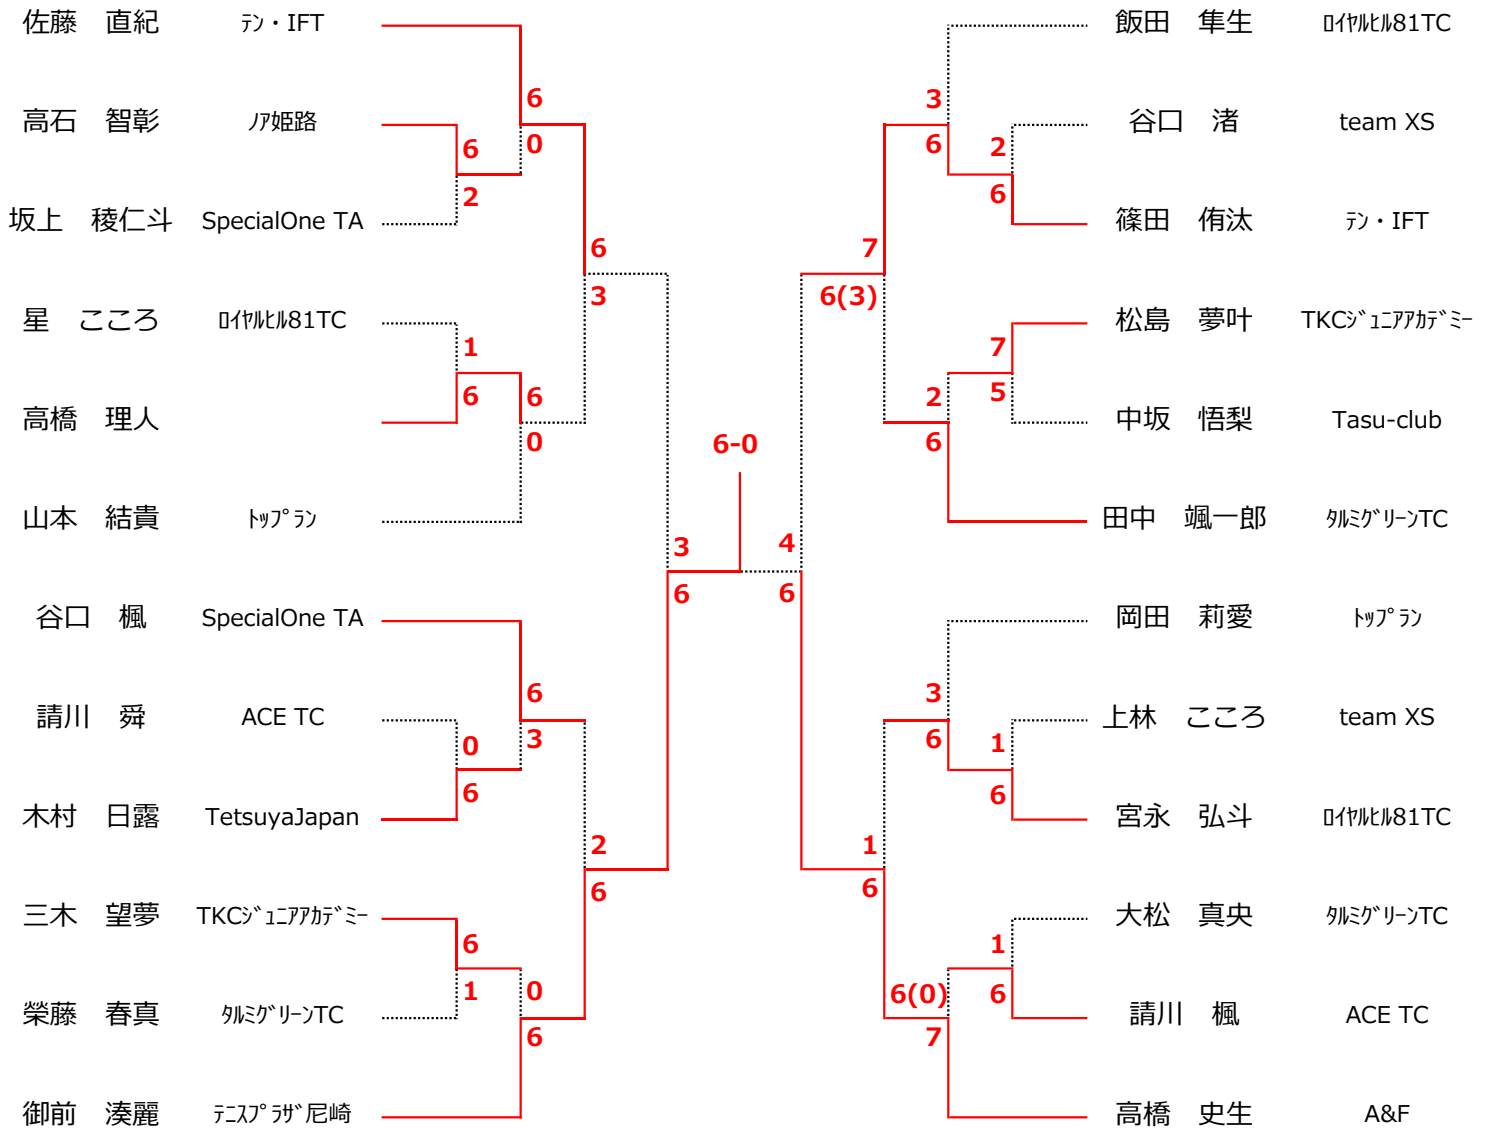 佐藤　直紀 ﾃﾝ・IFT
6
高石　智彰 ﾉｱ姫路
0
6
2
坂上　稜仁斗 SpecialOne TA
6
3
星　こころ ﾛｲﾔﾙﾋﾙ81TC
1
6
6
高橋　理人
0
山本　結貴 ﾄｯﾌﾟﾗﾝ
3
6
谷口　楓 SpecialOne TA
6
請川　舜 ACE TC
3
0
6
木村　日露 TetsuyaJapan
2
6
三木　望夢 TKCｼﾞｭﾆｱｱｶﾃﾞﾐｰ
6
1
0
榮藤　春真 ﾀﾙﾐｸﾞﾘｰﾝTC
6
御前　湊麗 ﾃﾆｽﾌﾟﾗｻﾞ尼崎
6-0
飯田　隼生 ﾛｲﾔﾙﾋﾙ81TC
3
谷口　渚 team XS
6
2
6
篠田　侑汰 ﾃﾝ・IFT
7
6(3)
松島　夢叶 TKCｼﾞｭﾆｱｱｶﾃﾞﾐｰ
7
5
2
中坂　悟梨 Tasu-club
6
田中　颯一郎 ﾀﾙﾐｸﾞﾘｰﾝTC
4
6
岡田　莉愛 ﾄｯﾌﾟﾗﾝ
3
上林　こころ team XS
6
1
6
宮永　弘斗 ﾛｲﾔﾙﾋﾙ81TC
1
6
大松　真央 ﾀﾙﾐｸﾞﾘｰﾝTC
1
6
6(0)
請川　楓 ACE TC
7
高橋　史生 A&F